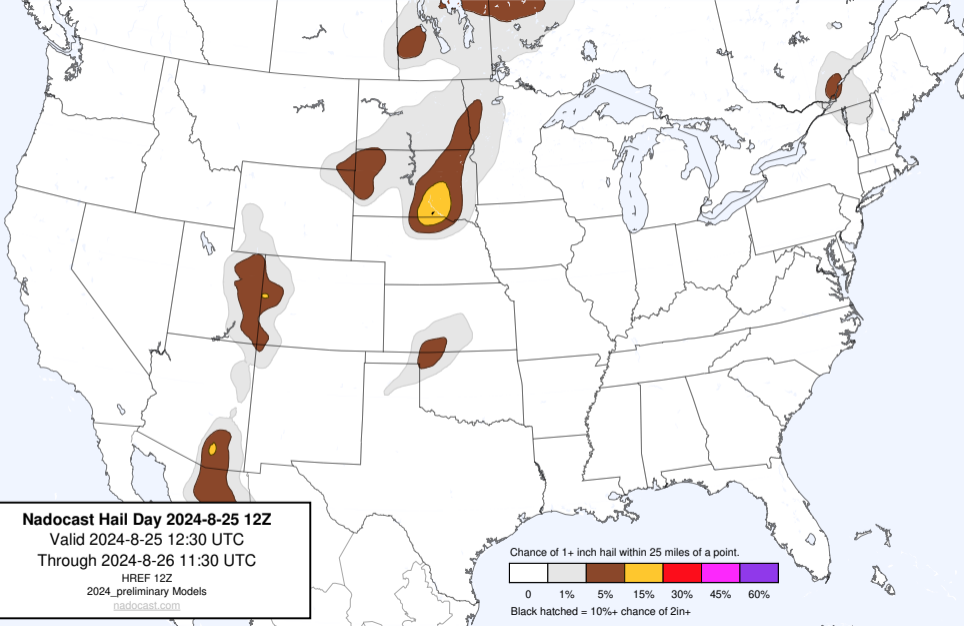 Nadocast Hail Day 2024-8-25 12Z
Valid 2024-8-25 12:30 UTC
Through 2024-8-26 11:30 UTC
HREF 12Z
2024_preliminary Models
nadocast.com
Chance of 1+ inch hail within 25 miles of a point.
0 1% 5% 15% 30% 45% 60%
Black hatched = 10%+ chance of 2in+